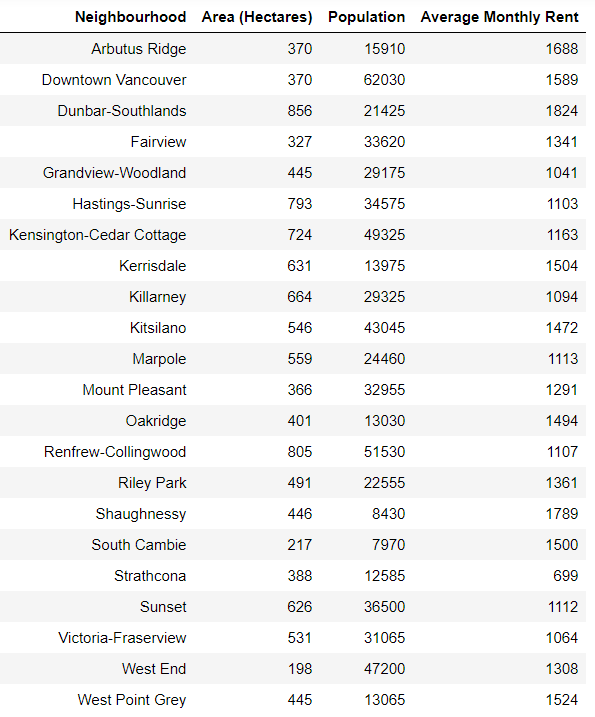 Neighbourhood Area (Hectares) Population Average Monthly Rent
Arbutus Ridge 370 15910 1688
Downtown Vancouver 370 62030 1589
Dunbar-Southlands 856 21425 1824
Fairview 327 33620 1341
Grandview-Woodland 445 29175 1041
Hastings-Sunrise 793 34575 1103
Kensington-Cedar Cottage 724 49325 1163
Kerrisdale 631 13975 1504
Killarney 664 29325 1094
Kitsilano 546 43045 1472
Marpole 559 24460 1113
Mount Pleasant 366 32955 1291
Oakridge 401 13030 1494
Renfrew-Collingwood 805 51530 1107
Riley Park 491 22555 1361
Shaughnessy 446 8430 1789
South Cambie 217 7970 1500
Strathcona 388 12585 699
Sunset 626 36500 1112
Victoria-Fraserview 531 31065 1064
West End 198 47200 1308
West Point Grey 445 13065 1524